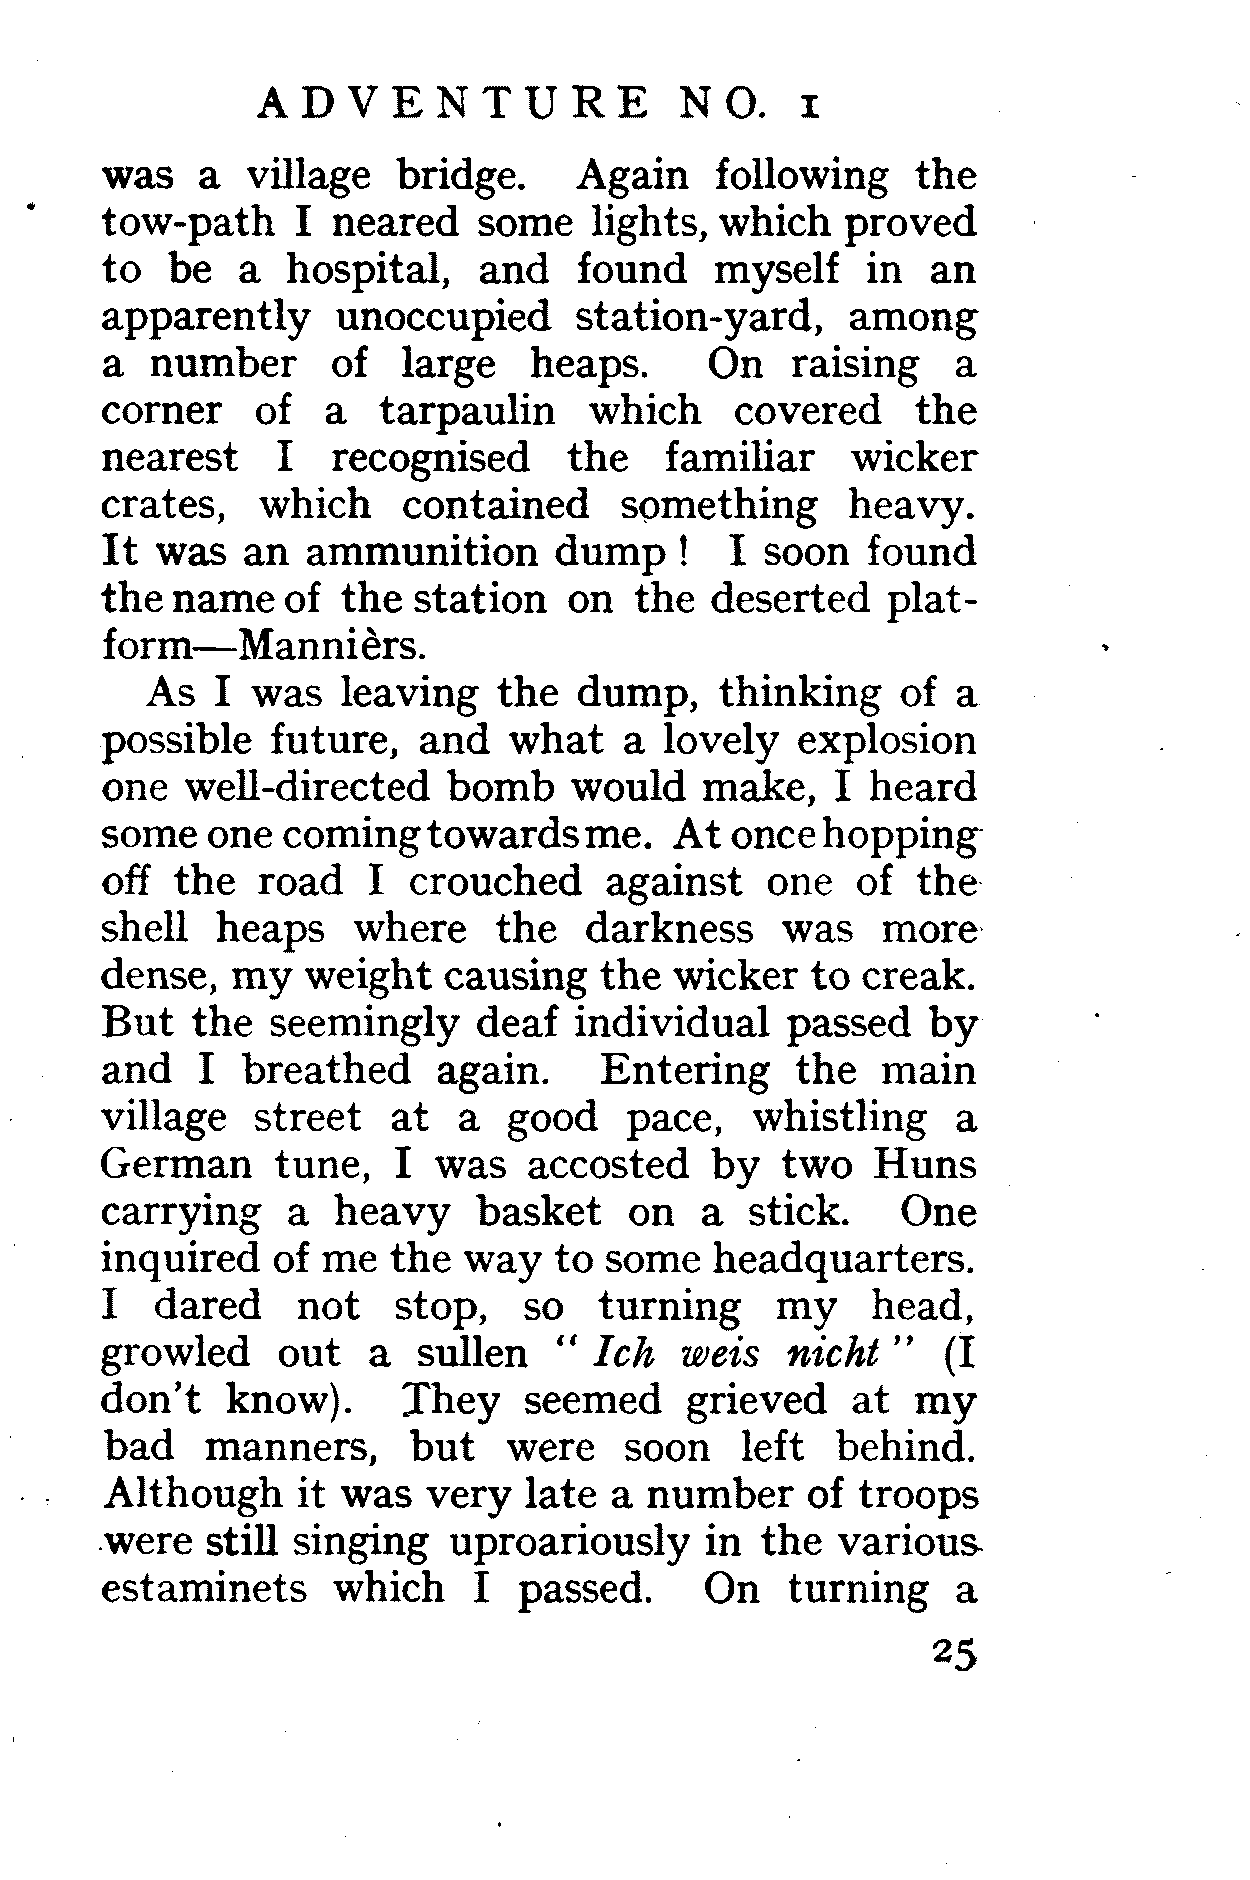 ADVENTURE NO. 1
was a village bridge. Again following the
tow-path I neared some lights, which proved
to be a hospital, and found myself in an
apparently unoccupied station-yard, among
a number of large heaps. On raising a
corner of a tarpaulin which covered the
nearest I recognised the familiar wicker
crates, which contained something heavy.
It was an ammunition dump ! I soon found
the name of the station on the deserted plat-
form—Mannièrs.
As I was leaving the dump, thinking of a
possible future, and what a lovely explosion
one well-directed bomb would make, I heard
some one coming towards me. At once hopping
off the road I crouched against one of the
shell heaps where the darkness was more
dense, my weight causing the wicker to creak.
But the seemingly deaf individual passed by
and I breathed again. Entering the main
village street at a good pace, whistling a
German tune, I was accosted by two Huns
carrying a heavy basket on a stick. One
inquired of me the way to some headquarters.
I dared not stop, so turning my head,
growled out a sullen “ Ich weis nicht ” (I
don't know). They seemed grieved at my
bad manners, but were soon left behind.
Although it was very late a number of troops
were still singing uproariously in the various
estaminets which I passed. On turning a
25